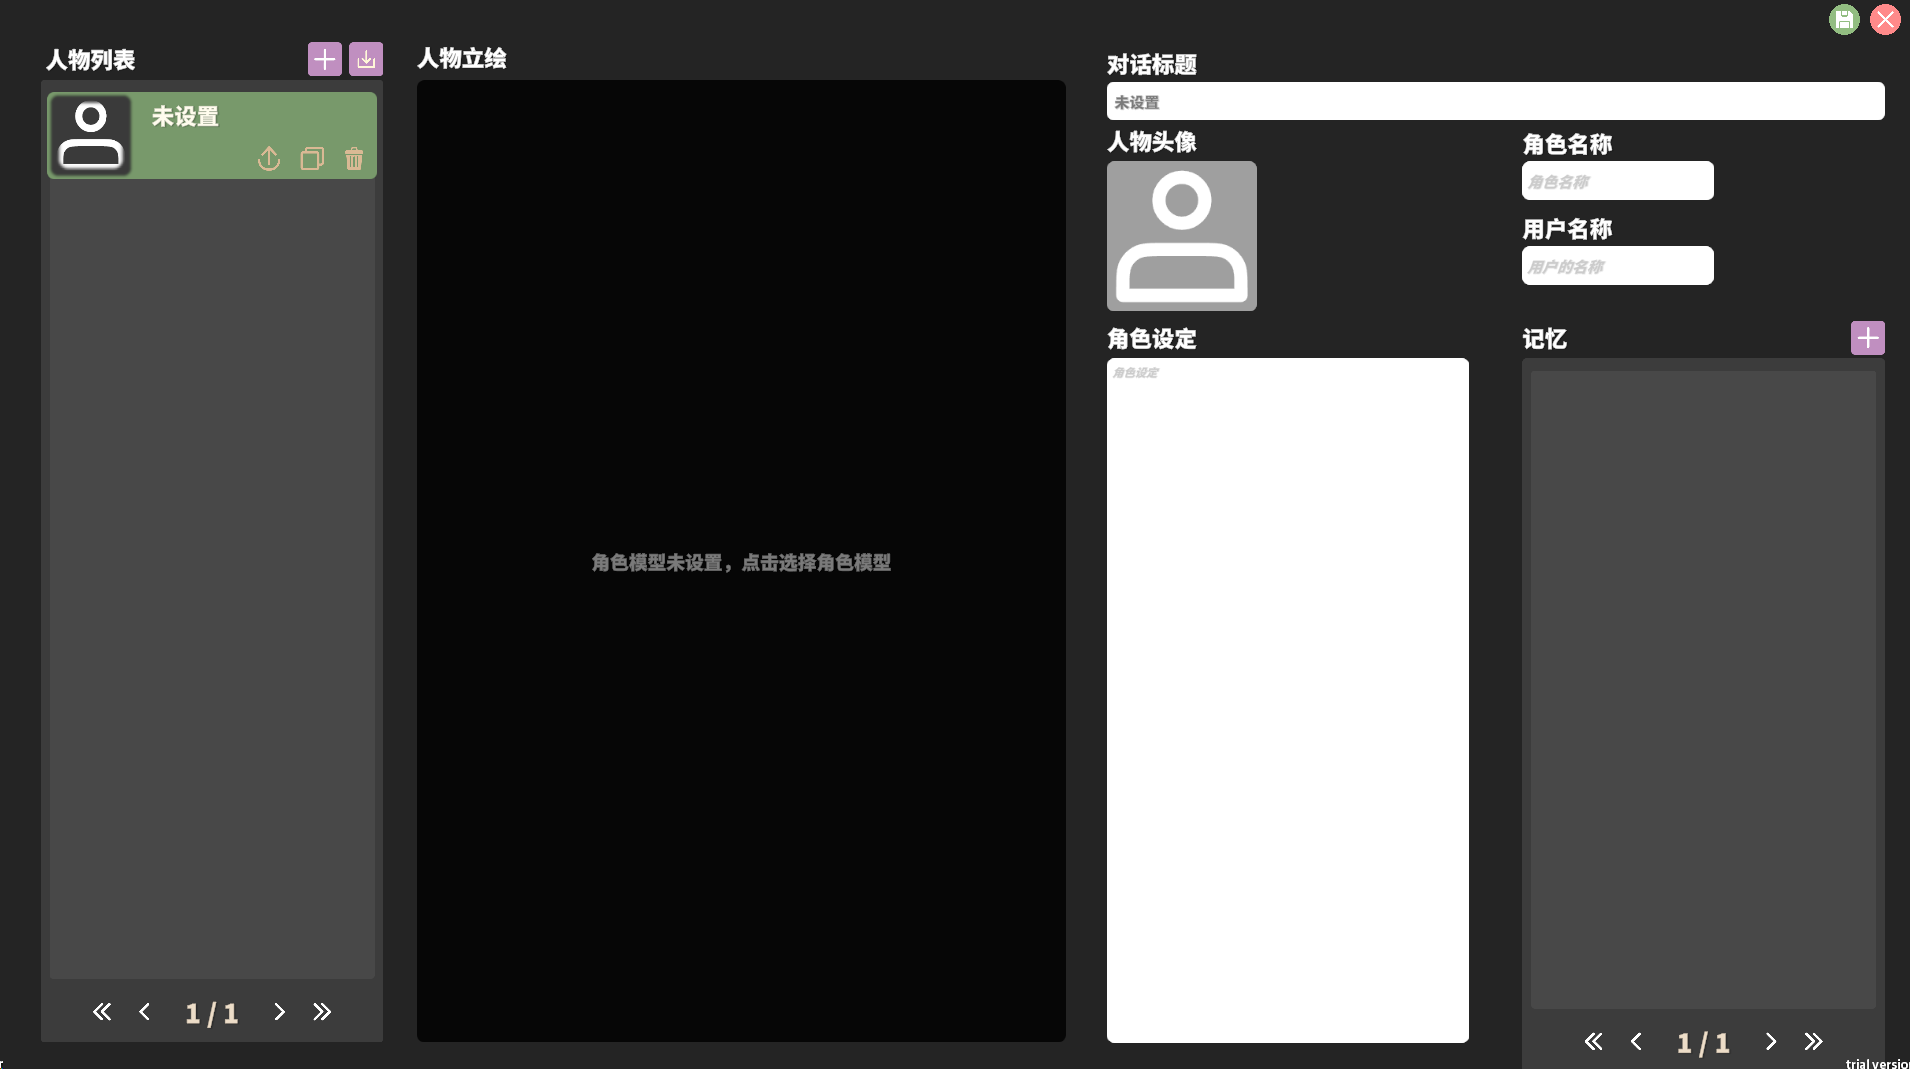 人物列表
未设置
1 / 1
人物立绘
角色模型未设置，点击选择角色模型
对话标题
未设置
人物头像
角色名称
角色名称
用户名称
用户的名称
角色设定
角色设定
记忆
1 / 1
trial versio